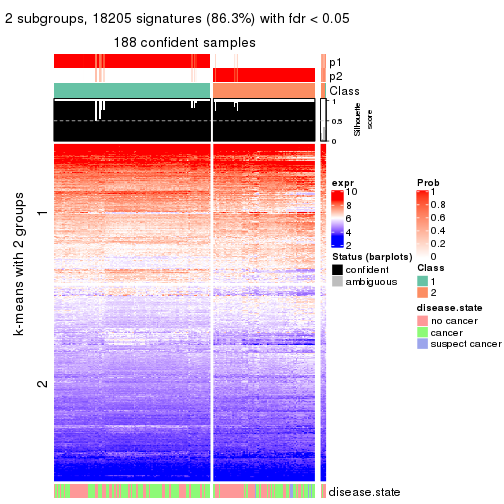 2 subgroups, 18205 signatures (86.3%) with fdr < 0.05
188 confident samples
p1
p2
Class
1
0.5
0
Silhouette
score
k-means with 2 groups
1
2
expr
10
8
6
4
2
Status (barplots)
confident
ambiguous
Prob
1
0.8
0.6
0.4
0.2
0
Class
1
2
disease.state
no cancer
cancer
suspect cancer
disease.state